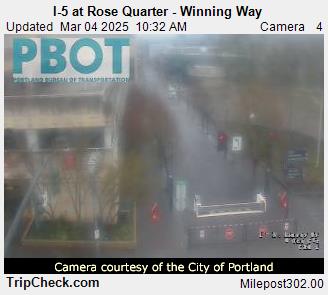 I-5 at Rose Quarter - Winning Way
Updated Mar 04 2025 10:32 AM Camera 4
PBOT
PORTLAND BUREAU OF TRANSPORTATION
Camera courtesy of the City of Portland
TripCheck.com Milepost302.00